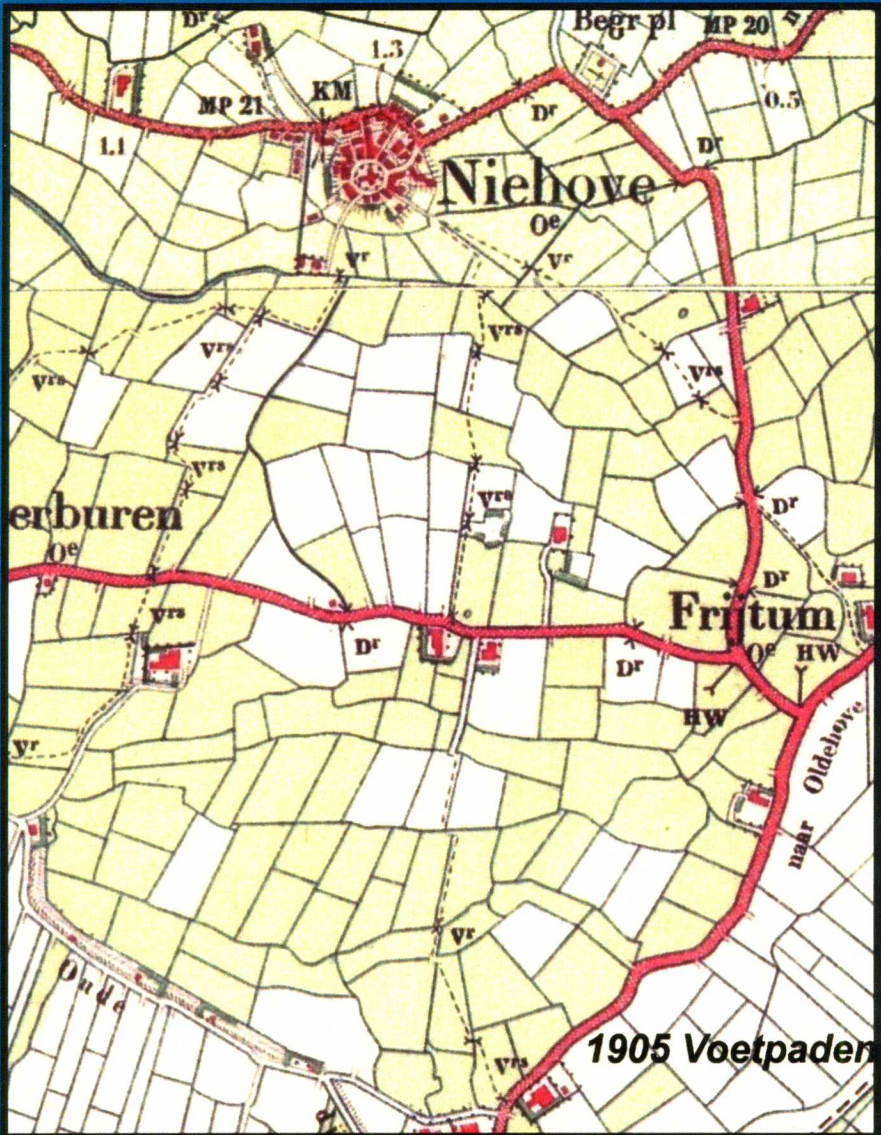 Dr
Begr pl
MP 20
1.3
KM
MP 21
0.5
1.1
Dr
Dr
Niehove
Oe
Vr
Vr
Vrs
Vrs
Vrs
Vrs
Vrs
Vrs
erburen
Oe
Dr
Dr
Frijtum
Oe
HW
Vrs
Dr
Dr
HW
Vr
naar Oldehove
Vr
Oude
1905 Voetpaden
Vrs